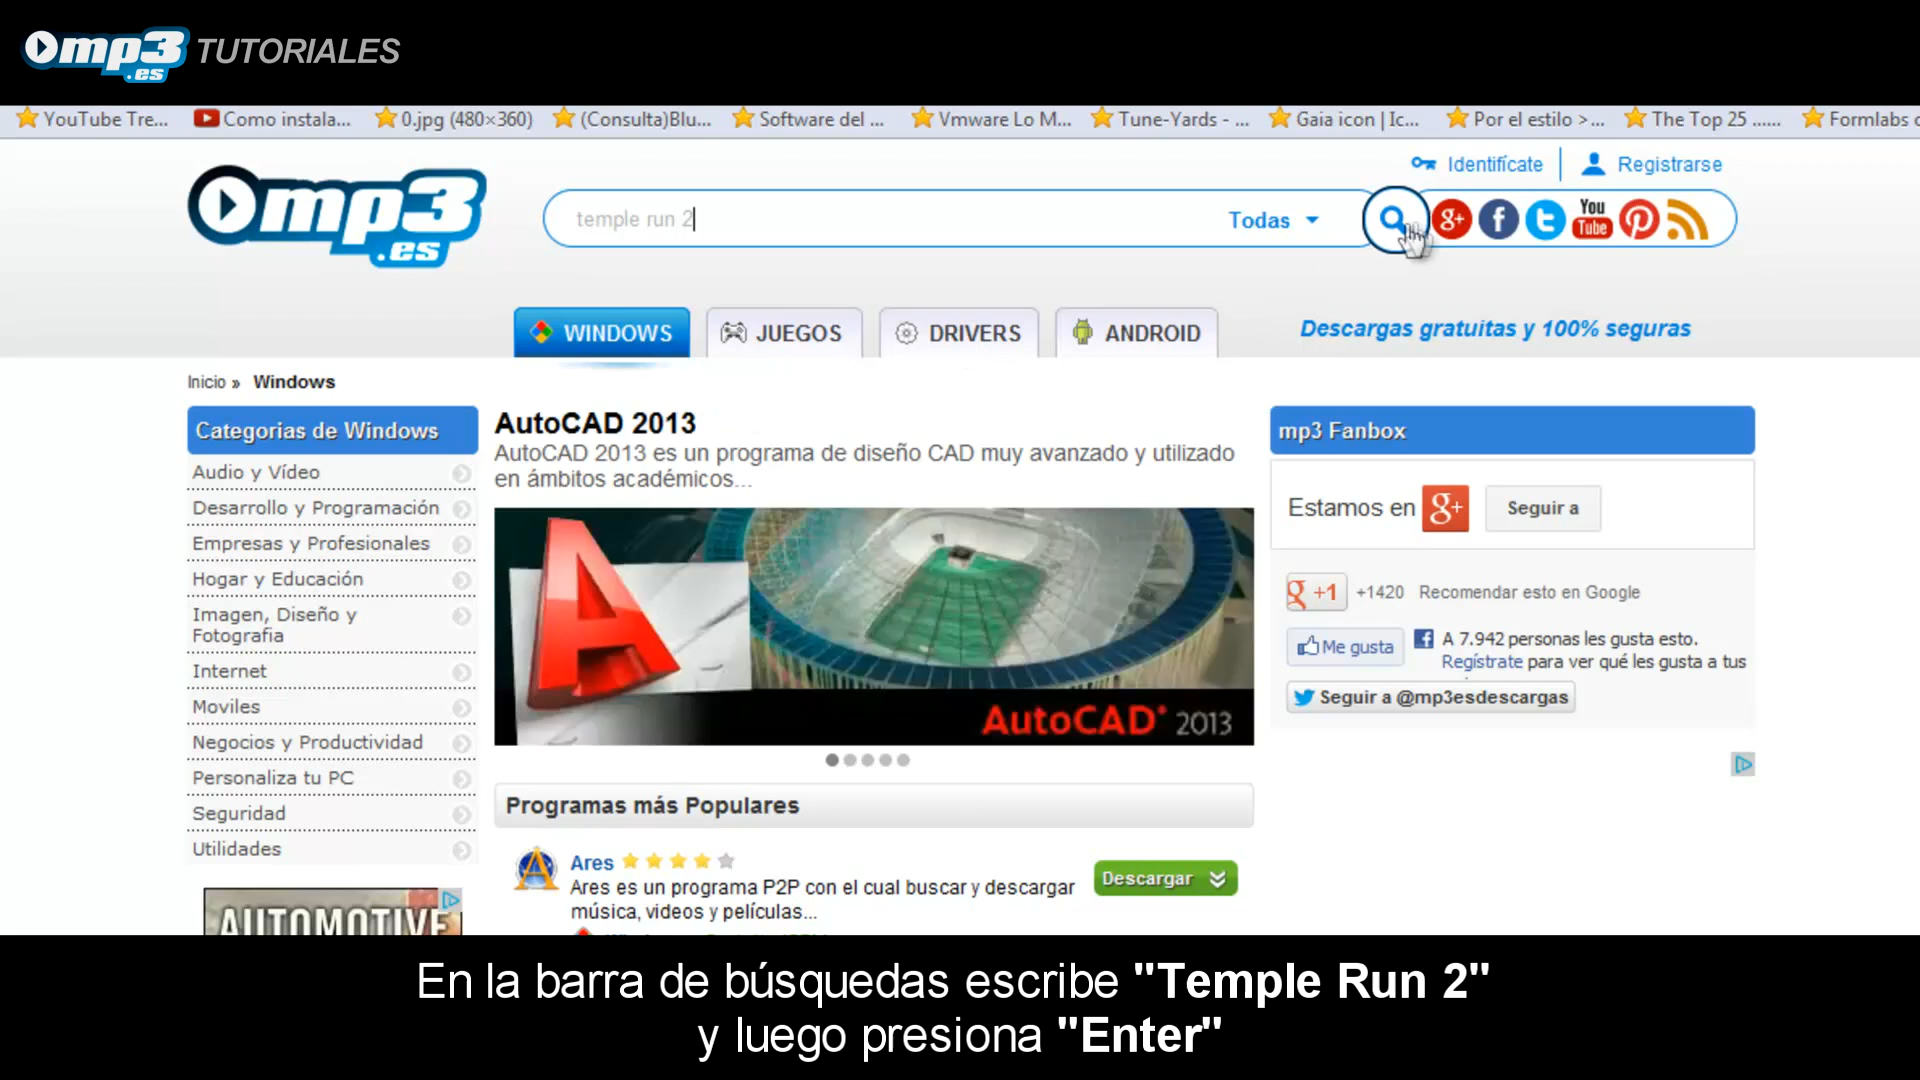 mp3 .es TUTORIALES
YouTube Tre... Como instala... 0.jpg (480×360) (Consulta)Blu... Software del ... Vmware Lo M... Tune-Yards - ... Gaia icon | Ic... Por el estilo >... The Top 25 ...... Formlabs
Identifícate Registrarse
mp3 .es
temple run 2 Todas g+ f t You Tube
WINDOWS JUEGOS DRIVERS ANDROID Descargas gratuitas y 100% seguras
Inicio » Windows
Categorias de Windows
Audio y Vídeo
Desarrollo y Programación
Empresas y Profesionales
Hogar y Educación
Imagen, Diseño y
Fotografia
Internet
Moviles
Negocios y Productividad
Personaliza tu PC
Seguridad
Utilidades
AUTOMOTIVE
AutoCAD 2013
AutoCAD 2013 es un programa de diseño CAD muy avanzado y utilizado
en ámbitos académicos...
AutoCAD 2013
Programas más Populares
Ares
Ares es un programa P2P con el cual buscar y descargar
música, videos y películas...
Descargar
mp3 Fanbox
Estamos en g+ Seguir a
g +1 +1420 Recomendar esto en Google
Me gusta A 7.942 personas les gusta esto.
Regístrate para ver qué les gusta a tus
Seguir a @mp3esdescargas
En la barra de búsquedas escribe "Temple Run 2"
y luego presiona "Enter"